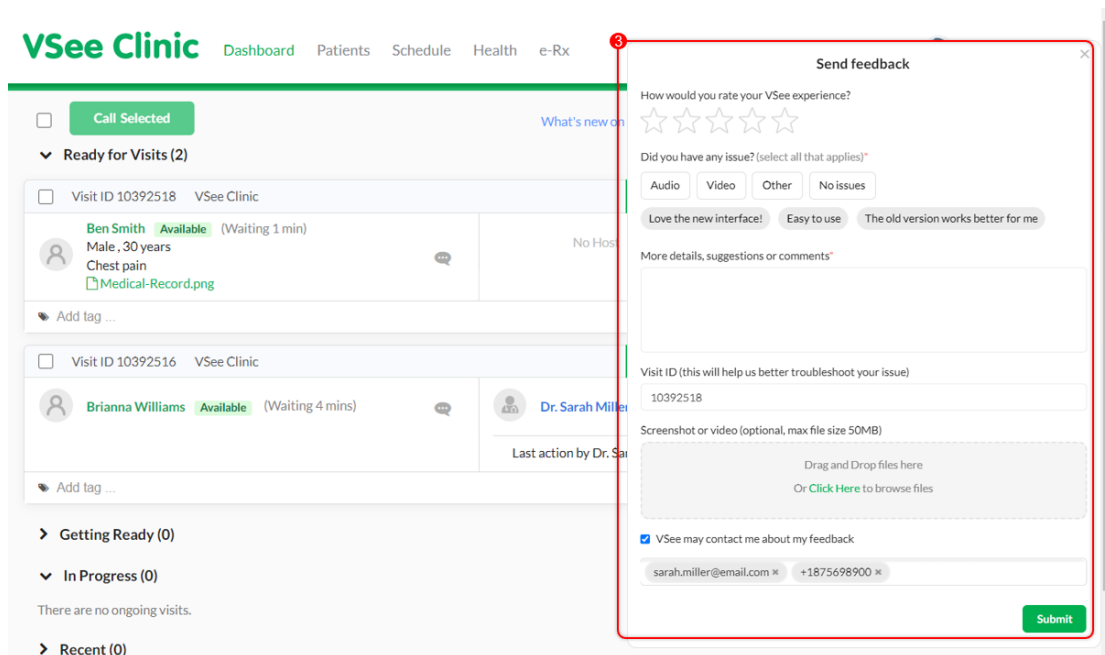 VSee Clinic Dashboard Patients Schedule Health e-Rx
Call Selected
What's new on
Ready for Visits (2)
Visit ID 10392518 VSee Clinic
Ben Smith Available (Waiting 1 min)
Male , 30 years
Chest pain
Medical-Record.png
No Host
Add tag ...
Visit ID 10392516 VSee Clinic
Brianna Williams Available (Waiting 4 mins)
Dr. Sarah Miller
Last action by Dr. Sa
Add tag ...
Getting Ready (0)
In Progress (0)
There are no ongoing visits.
Recent (0)
3
Send feedback
×
How would you rate your VSee experience?
Did you have any issue? (select all that applies)*
Audio Video Other No issues
Love the new interface! Easy to use The old version works better for me
More details, suggestions or comments*
Visit ID (this will help us better troubleshoot your issue)
10392518
Screenshot or video (optional, max file size 50MB)
Drag and Drop files here
Or Click Here to browse files
VSee may contact me about my feedback
sarah.miller@email.com × +1875698900 ×
Submit